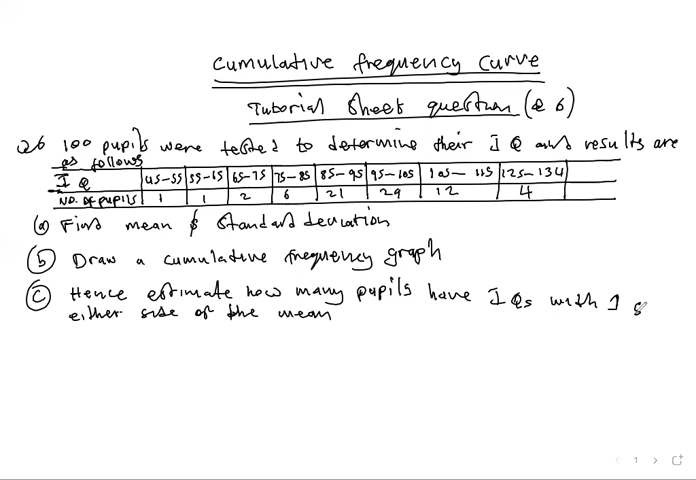 Cumulative frequency Curve
Tutorial Sheet question (Q 6)
Q6 100 pupils were tested to determine their I Q and results are
as follows
I Q 45-55 55-65 65-75 75-85 85-95 95-105 105-115 125-134
No. of pupils 1 1 2 6 21 29 12 4
(a) Find mean & standard deviation
(b) Draw a cumulative frequency graph
(c) Hence estimate how many pupils have I Qs with 1 s
either side of the mean
1